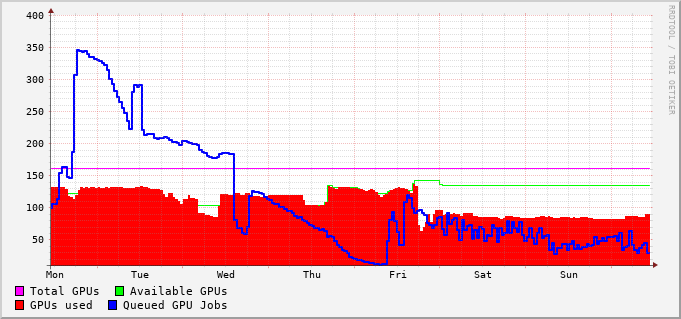 400
350
300
250
200
150
100
50
Mon Tue Wed Thu Fri Sat Sun
Total GPUs Available GPUs
GPUs used Queued GPU Jobs
RRDTOOL / TOBI OETIKER